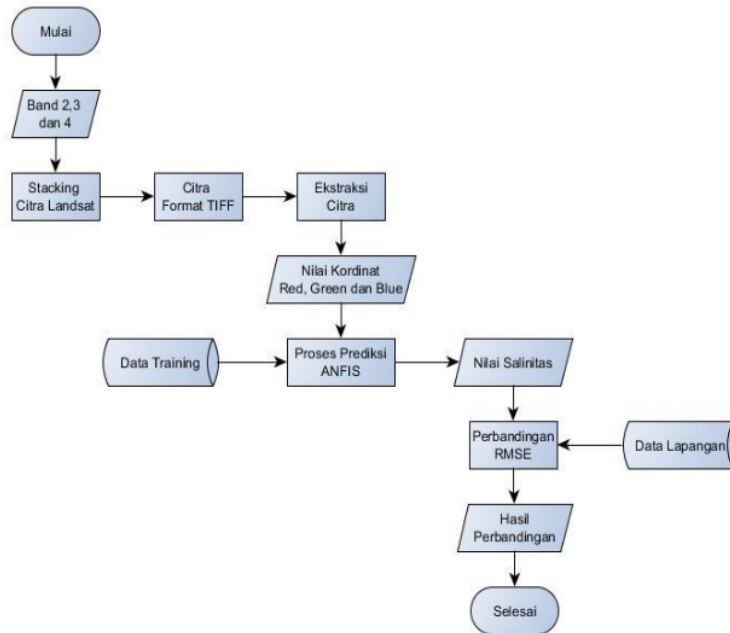 Mulai
Band 2,3
dan 4
Stacking
Citra Landsat
Citra
Format TIFF
Ekstraksi
Citra
Nilai Kordinat
Red, Green dan Blue
Data Training
Proses Prediksi
ANFIS
Nilai Salinitas
Perbandingan
RMSE
Data Lapangan
Hasil
Perbandingan
Selesai